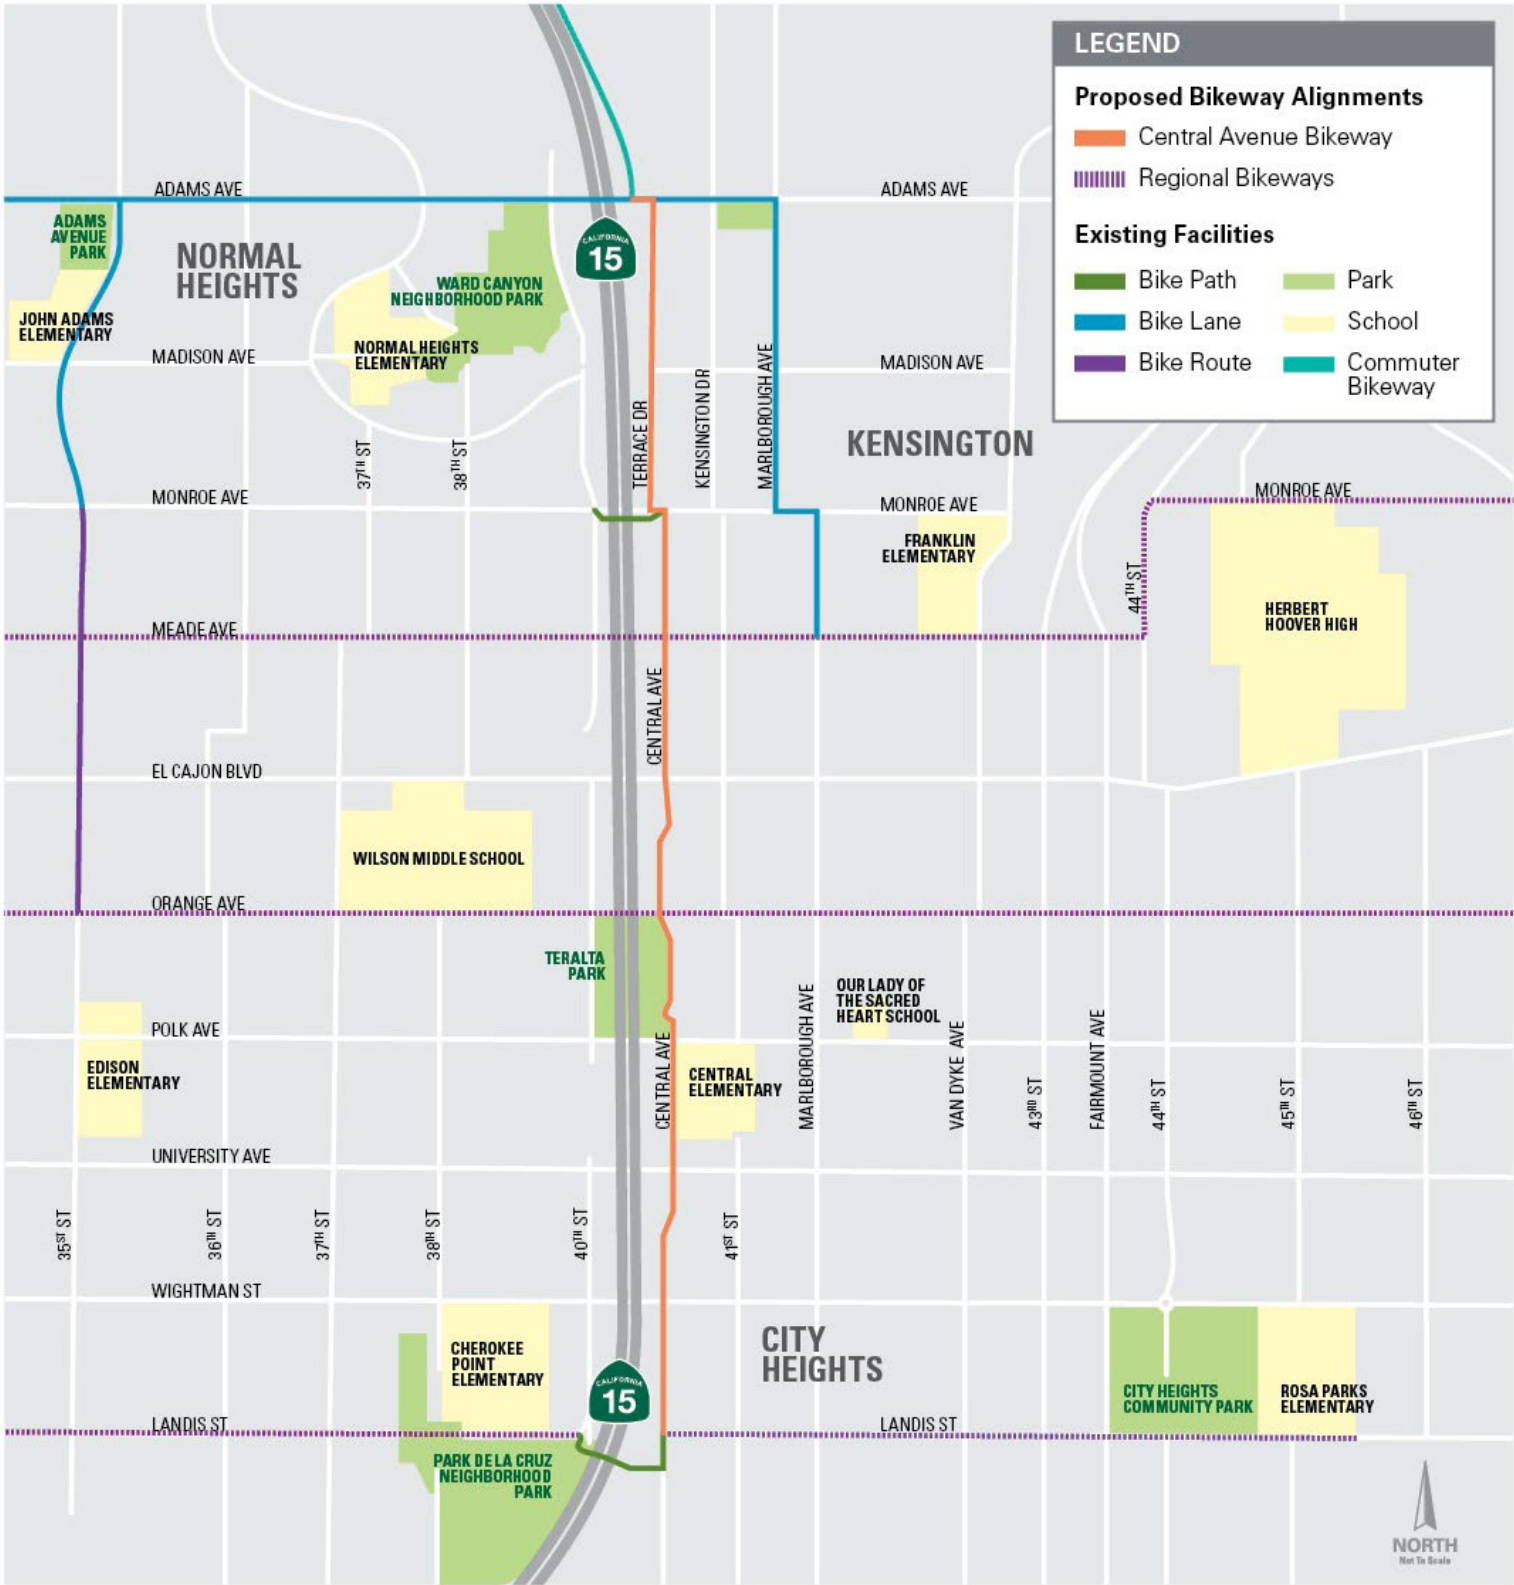 LEGEND
Proposed Bikeway Alignments
Central Avenue Bikeway
Regional Bikeways
Existing Facilities
Bike Path
Park
Bike Lane
School
Bike Route
Commuter
Bikeway
ADAMS AVE
ADAMS AVE
ADAMS
AVENUE
PARK
NORMAL
HEIGHTS
CALIFORNIA
15
WARD CANYON
NEIGHBORHOOD PARK
JOHN ADAMS
ELEMENTARY
NORMAL HEIGHTS
ELEMENTARY
MADISON AVE
MADISON AVE
TERRACE DR
KENSINGTON DR
MARLBOROUGH AVE
KENSINGTON
37TH ST
38TH ST
MONROE AVE
MONROE AVE
MONROE AVE
FRANKLIN
ELEMENTARY
44TH ST
HERBERT
HOOVER HIGH
MEADE AVE
CENTRAL AVE
EL CAJON BLVD
WILSON MIDDLE SCHOOL
ORANGE AVE
TERALTA
PARK
OUR LADY OF
THE SACRED
HEART SCHOOL
POLK AVE
EDISON
ELEMENTARY
CENTRAL AVE
CENTRAL
ELEMENTARY
MARLBOROUGH AVE
VAN DYKE AVE
43RD ST
FAIRMOUNT AVE
44TH ST
45TH ST
46TH ST
UNIVERSITY AVE
35ST ST
36TH ST
37TH ST
38TH ST
40TH ST
41ST ST
WIGHTMAN ST
CHEROKEE
POINT
ELEMENTARY
CALIFORNIA
15
CITY
HEIGHTS
CITY HEIGHTS
COMMUNITY PARK
ROSA PARKS
ELEMENTARY
LANDIS ST
LANDIS ST
PARK DE LA CRUZ
NEIGHBORHOOD
PARK
NORTH
Not To Scale